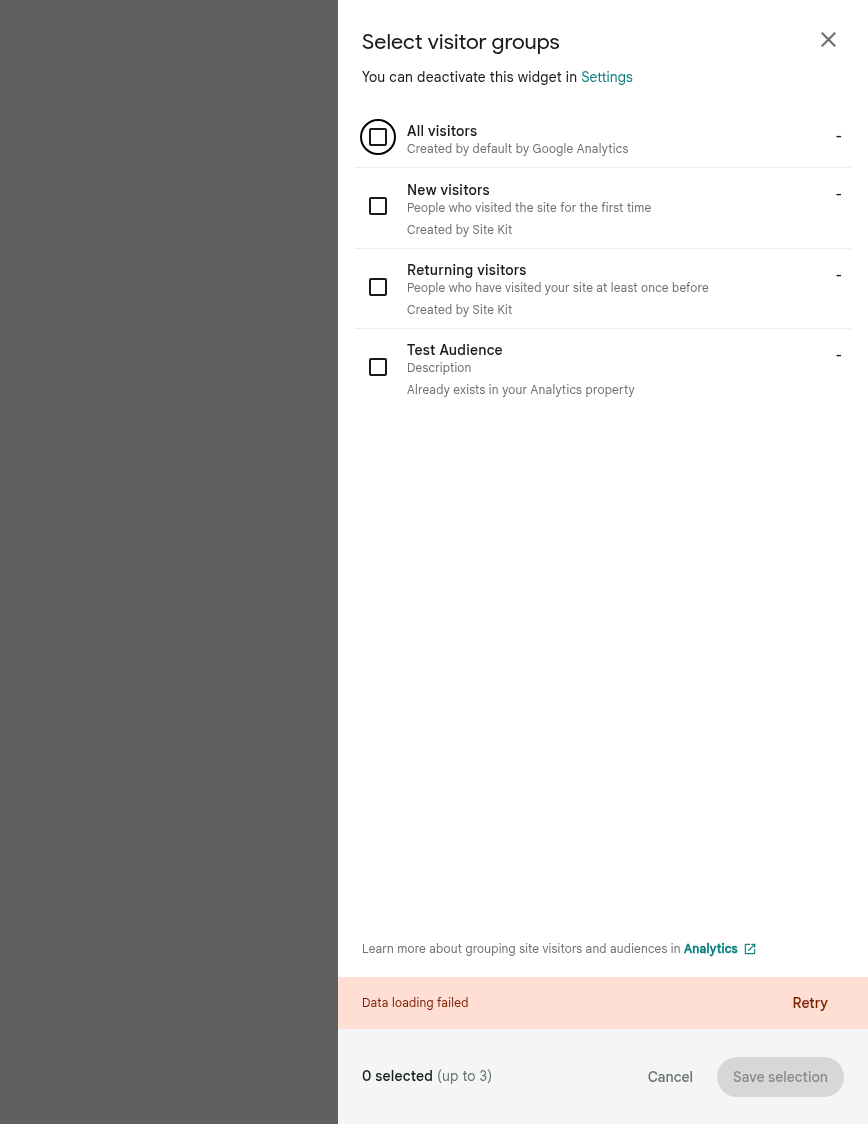 Select visitor groups
You can deactivate this widget in Settings
All visitors -
Created by default by Google Analytics
New visitors -
People who visited the site for the first time
Created by Site Kit
Returning visitors -
People who have visited your site at least once before
Created by Site Kit
Test Audience -
Description
Already exists in your Analytics property
Learn more about grouping site visitors and audiences in Analytics
Data loading failed Retry
0 selected (up to 3) Cancel Save selection